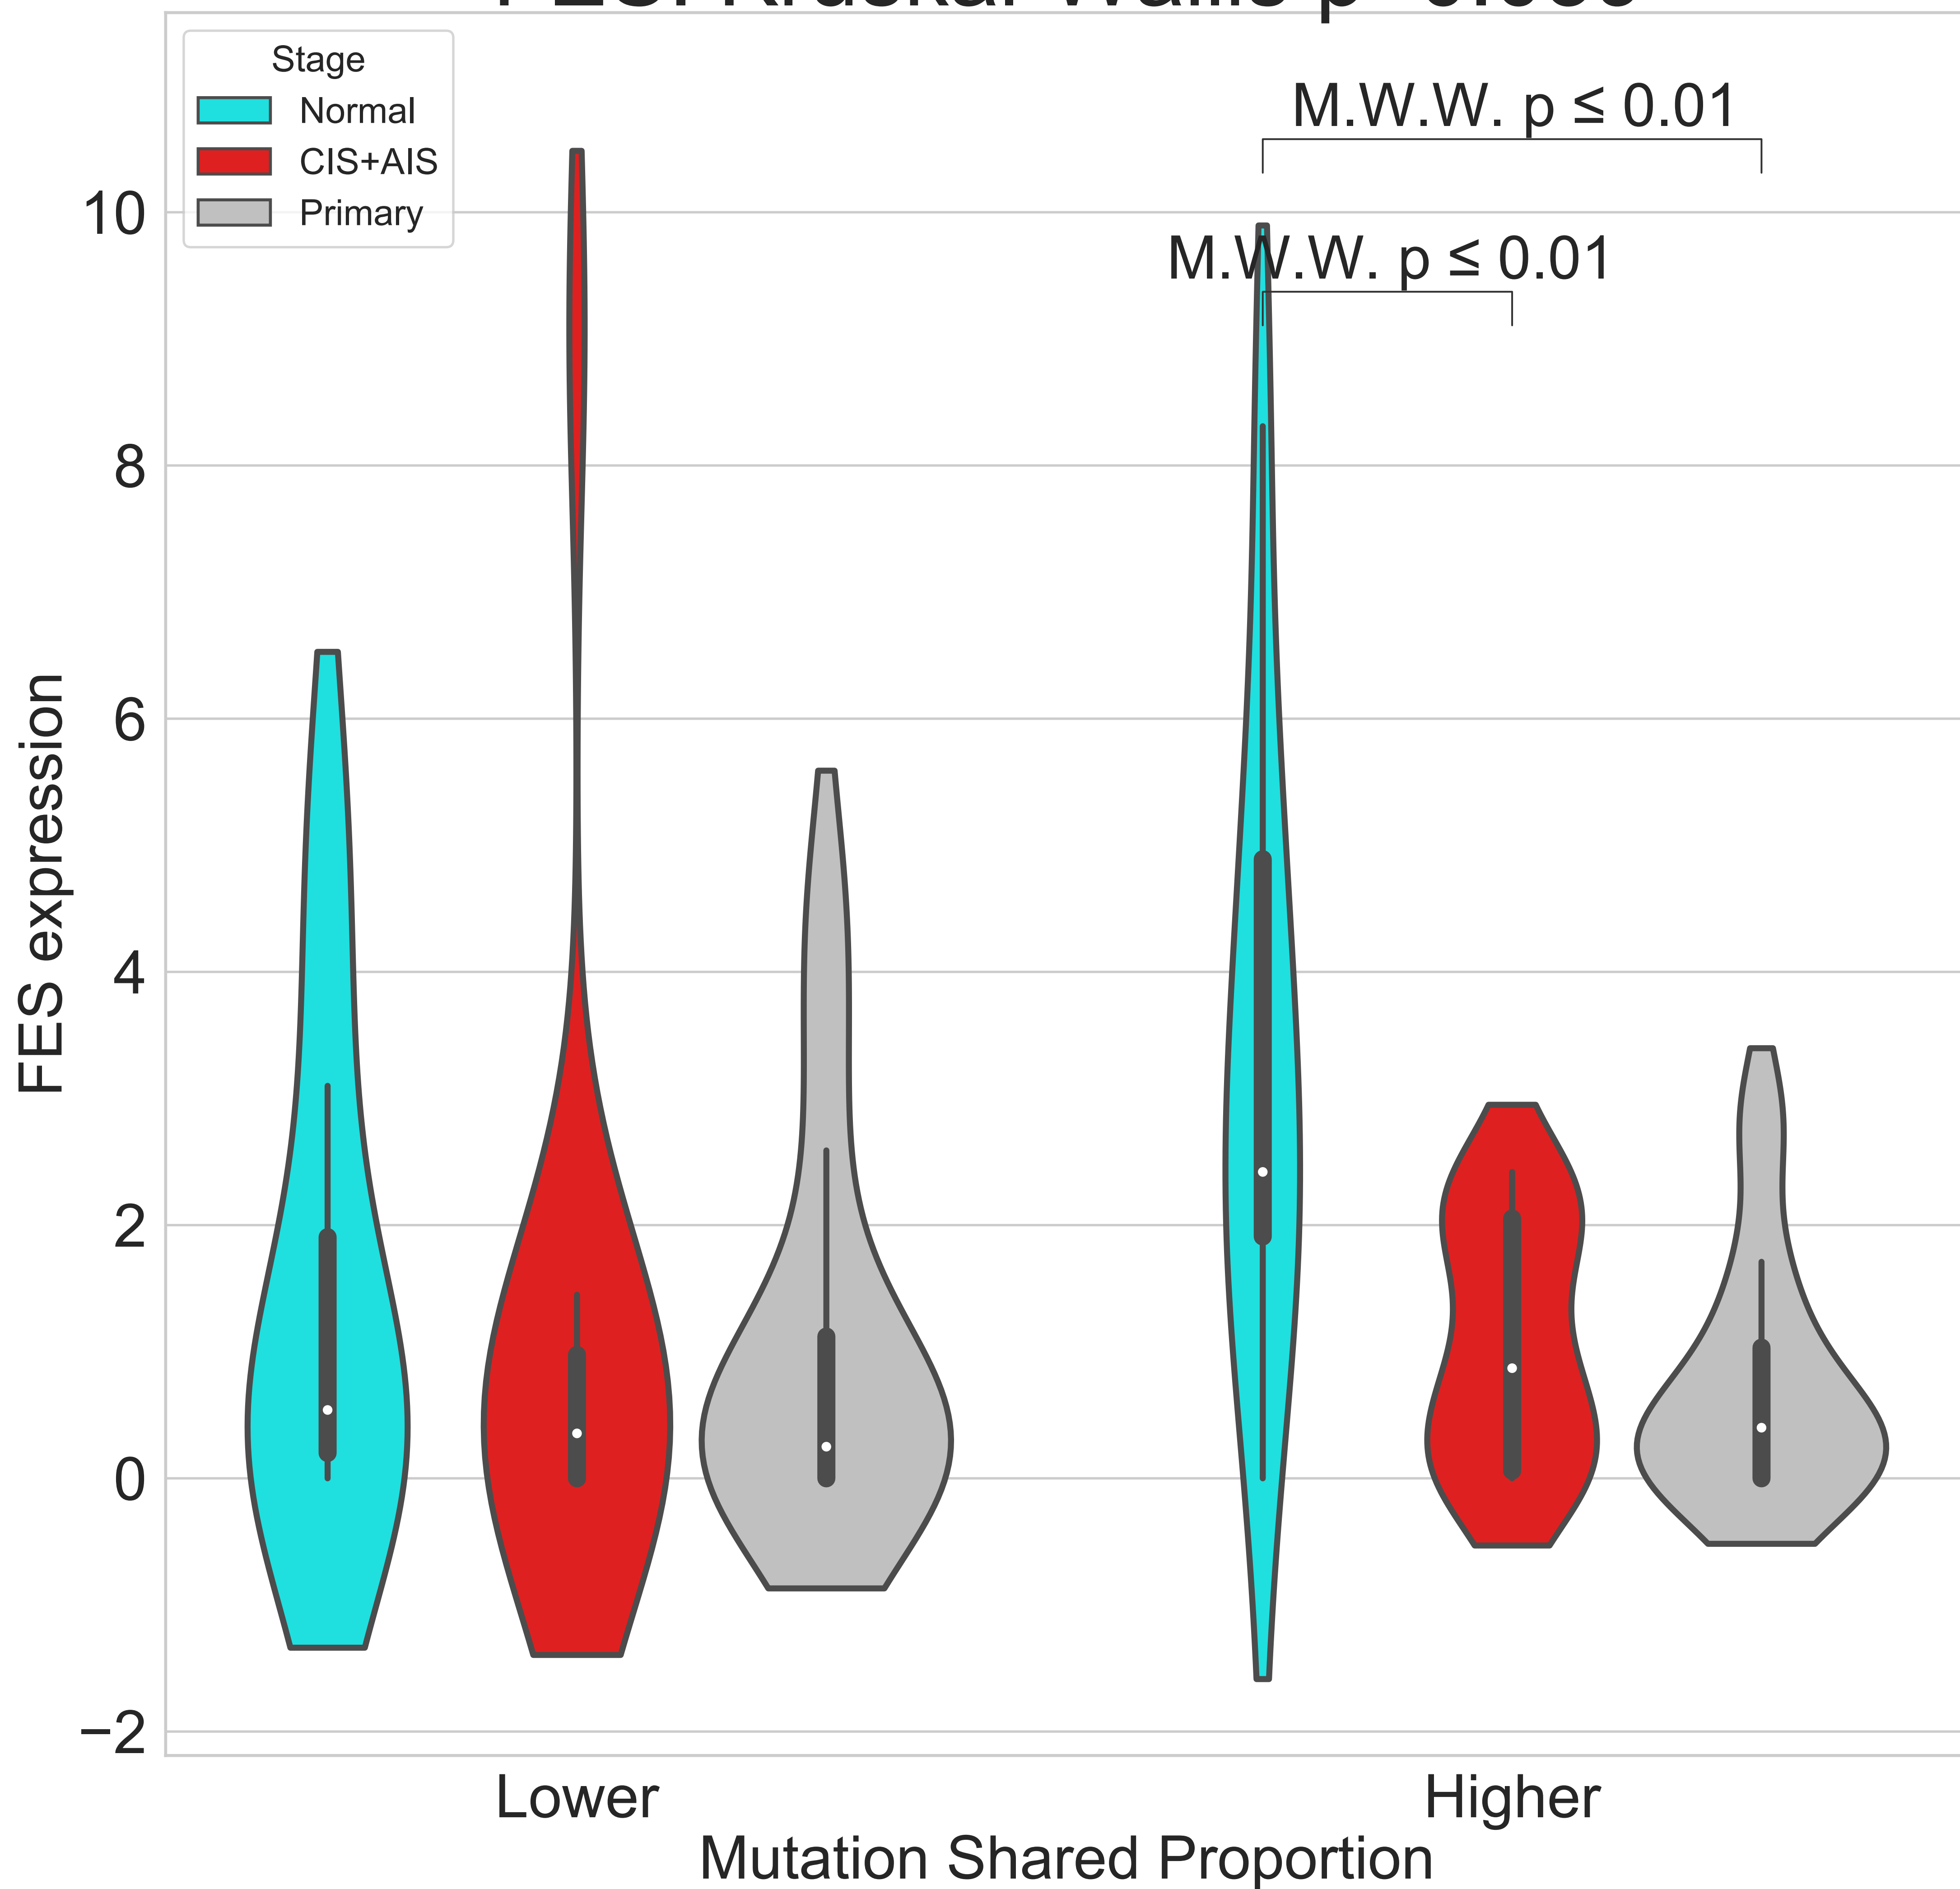 Stage
Normal
CIS+AIS
Primary
M.W.W. p ≤ 0.01
M.W.W. p ≤ 0.01
10
8
6
4
2
0
−2
FES expression
Lower
Higher
Mutation Shared Proportion